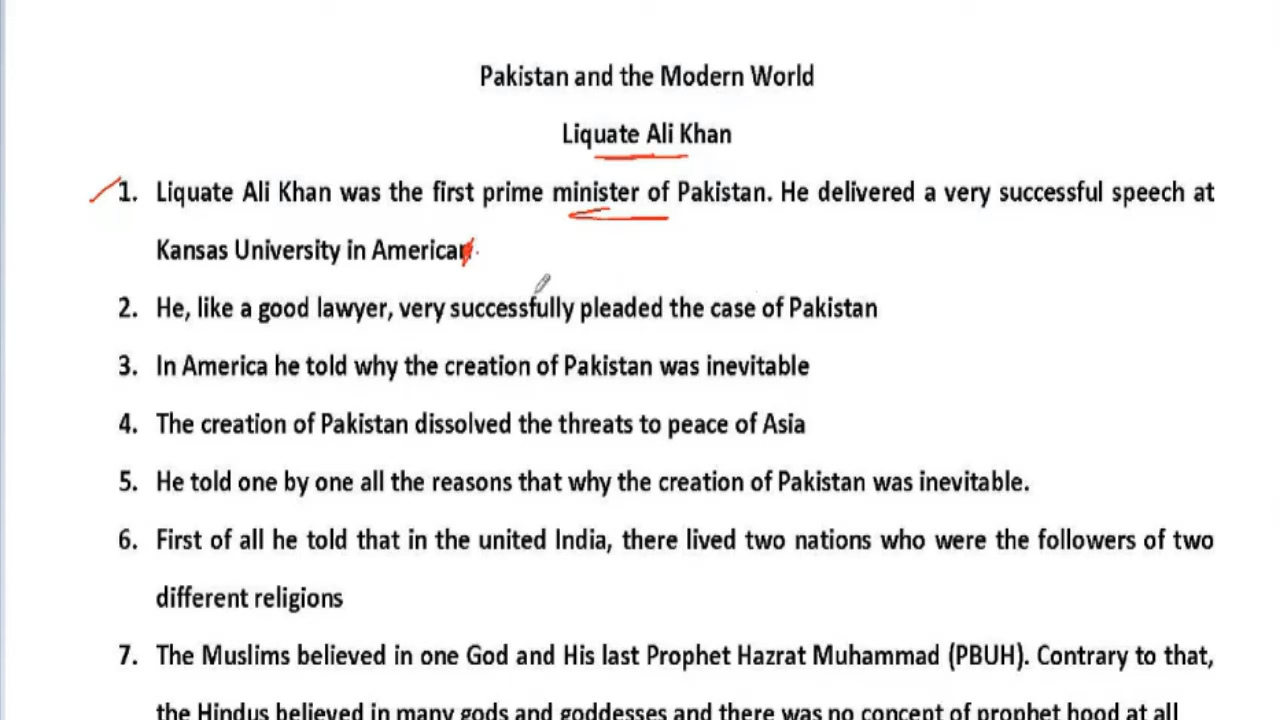 Pakistan and the Modern World
Liquate Ali Khan
1. Liquate Ali Khan was the first prime minister of Pakistan. He delivered a very successful speech at
Kansas University in American
2. He, like a good lawyer, very successfully pleaded the case of Pakistan
3. In America he told why the creation of Pakistan was inevitable
4. The creation of Pakistan dissolved the threats to peace of Asia
5. He told one by one all the reasons that why the creation of Pakistan was inevitable.
6. First of all he told that in the united India, there lived two nations who were the followers of two
different religions
7. The Muslims believed in one God and His last Prophet Hazrat Muhammad (PBUH). Contrary to that,
the Hindus believed in many gods and goddesses and there was no concept of prophet hood at all